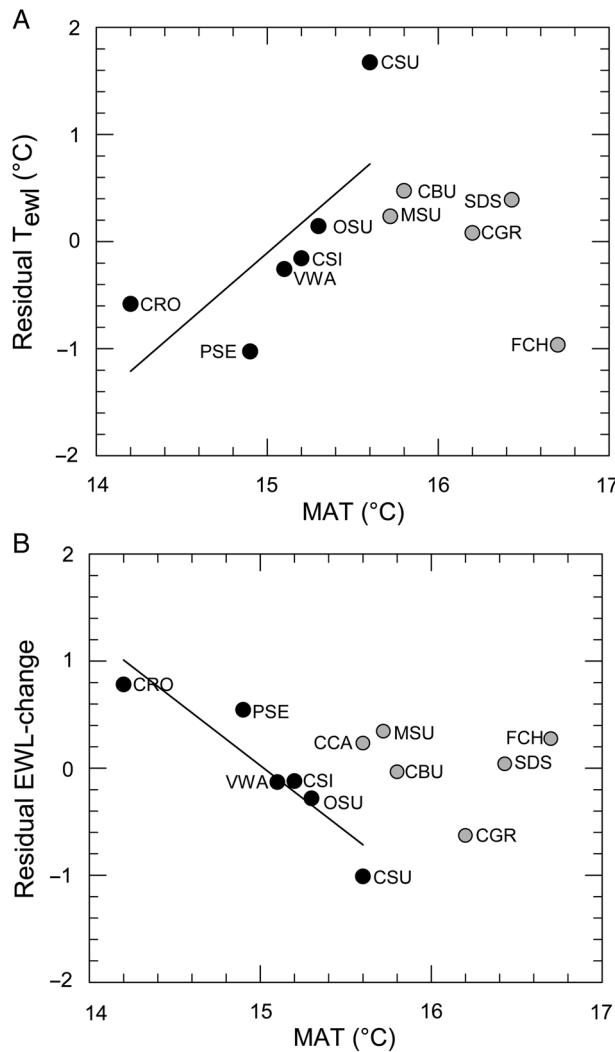 A
2
CSU
1
CBU
SDS
MSU
OSU
CGR
0
CSI
VWA
CRO
PSE
FCH
−1
−2
14
15
16
17
MAT (°C)
Residual T_ewl (°C)
B
2
1
CRO
PSE
MSU
FCH
CCA
SDS
CBU
0
VWA
CSI
OSU
CGR
−1
CSU
−2
14
15
16
17
MAT (°C)
Residual EWL-change